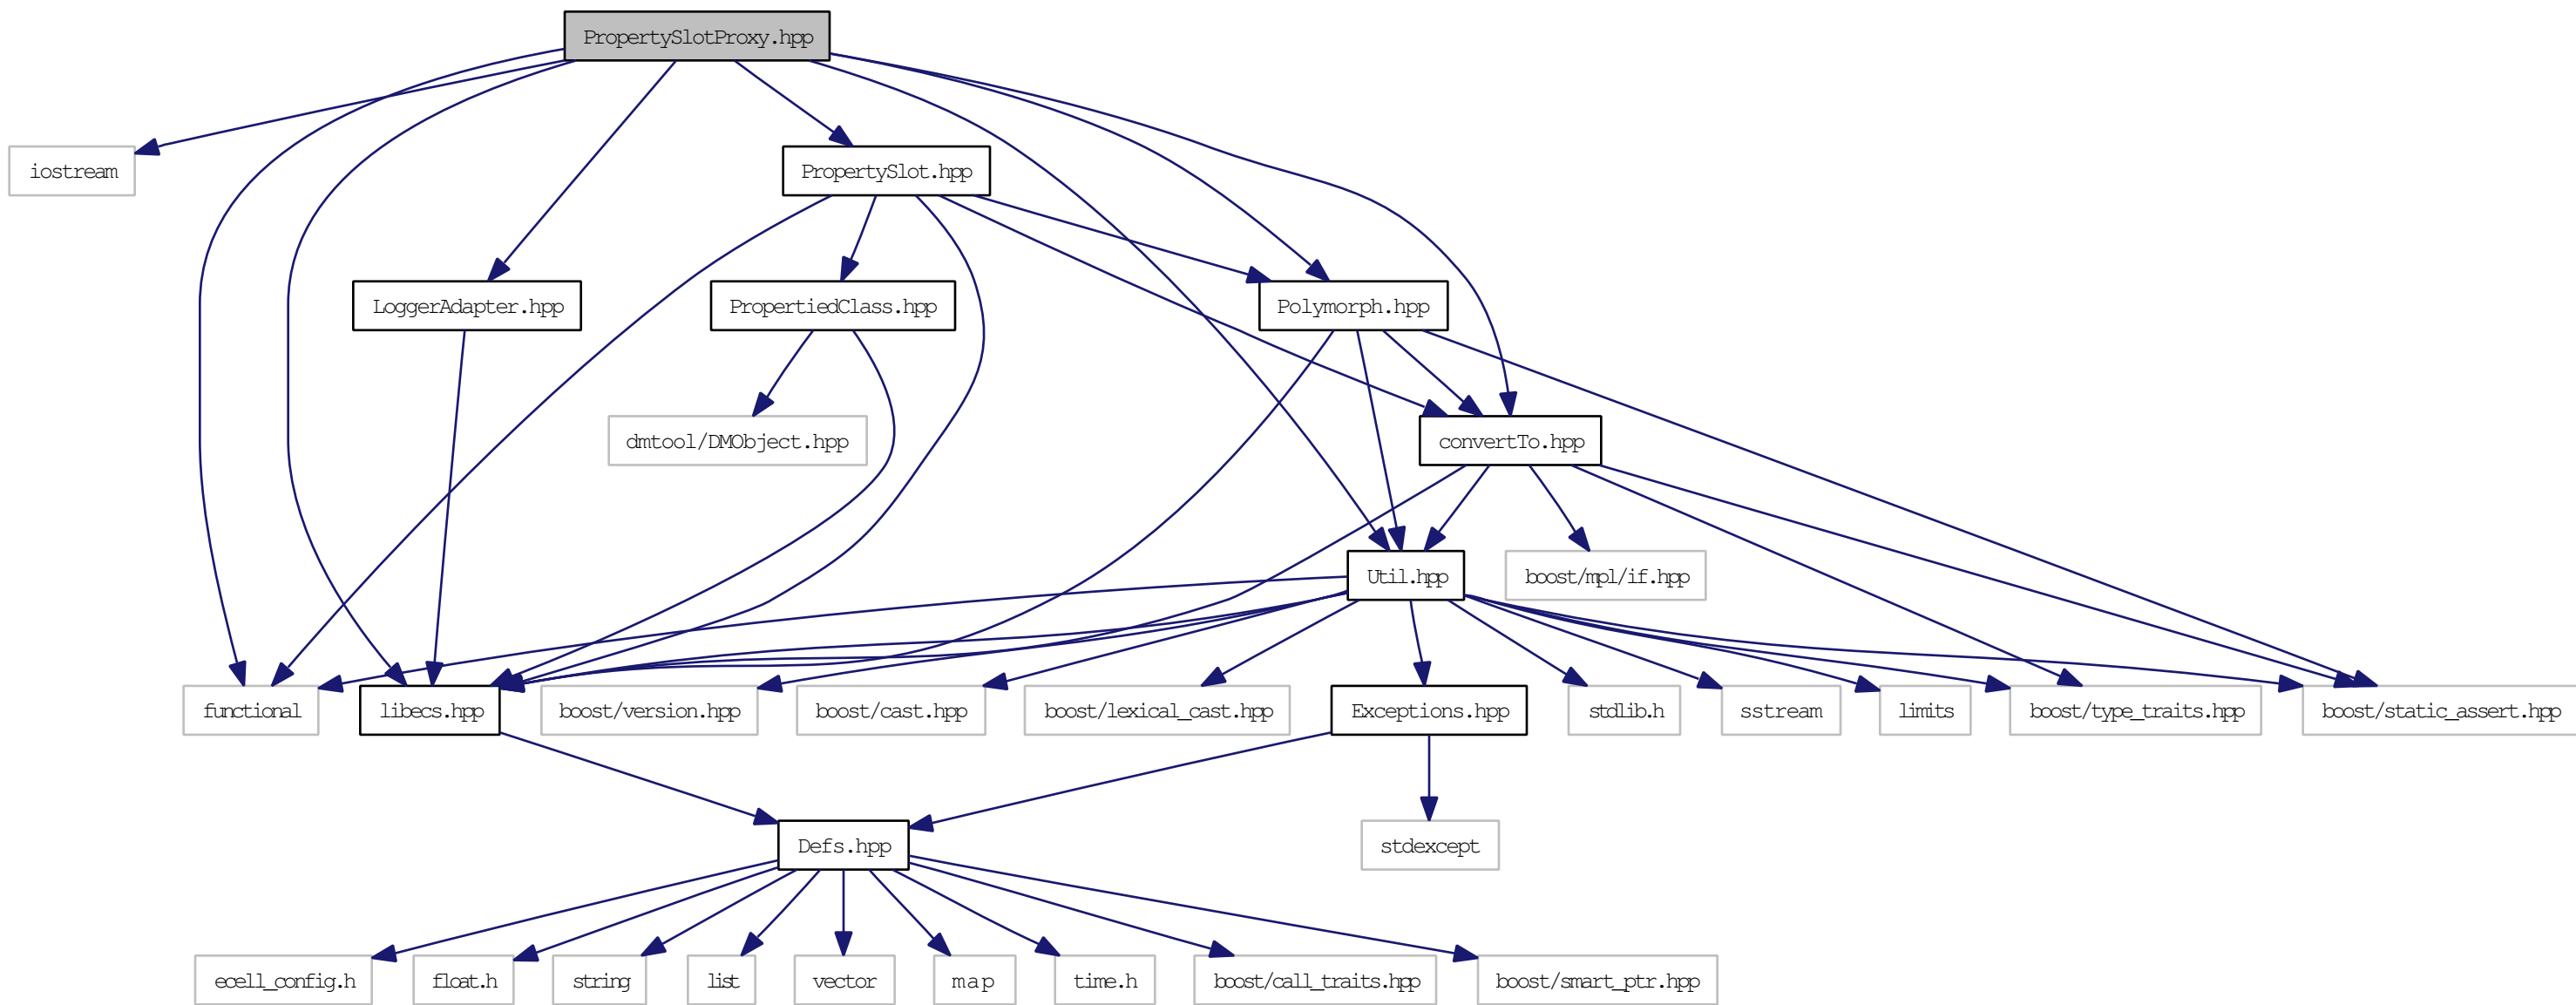 PropertySlotProxy.hpp
iostream
PropertySlot.hpp
LoggerAdapter.hpp
PropertiedClass.hpp
Polymorph.hpp
dmtool/DMObject.hpp
convertTo.hpp
Util.hpp
boost/mpl/if.hpp
functional
libecs.hpp
boost/version.hpp
boost/cast.hpp
boost/lexical_cast.hpp
Exceptions.hpp
stdlib.h
sstream
limits
boost/type_traits.hpp
boost/static_assert.hpp
Defs.hpp
stdexcept
ecell_config.h
float.h
string
list
vector
map
time.h
boost/call_traits.hpp
boost/smart_ptr.hpp